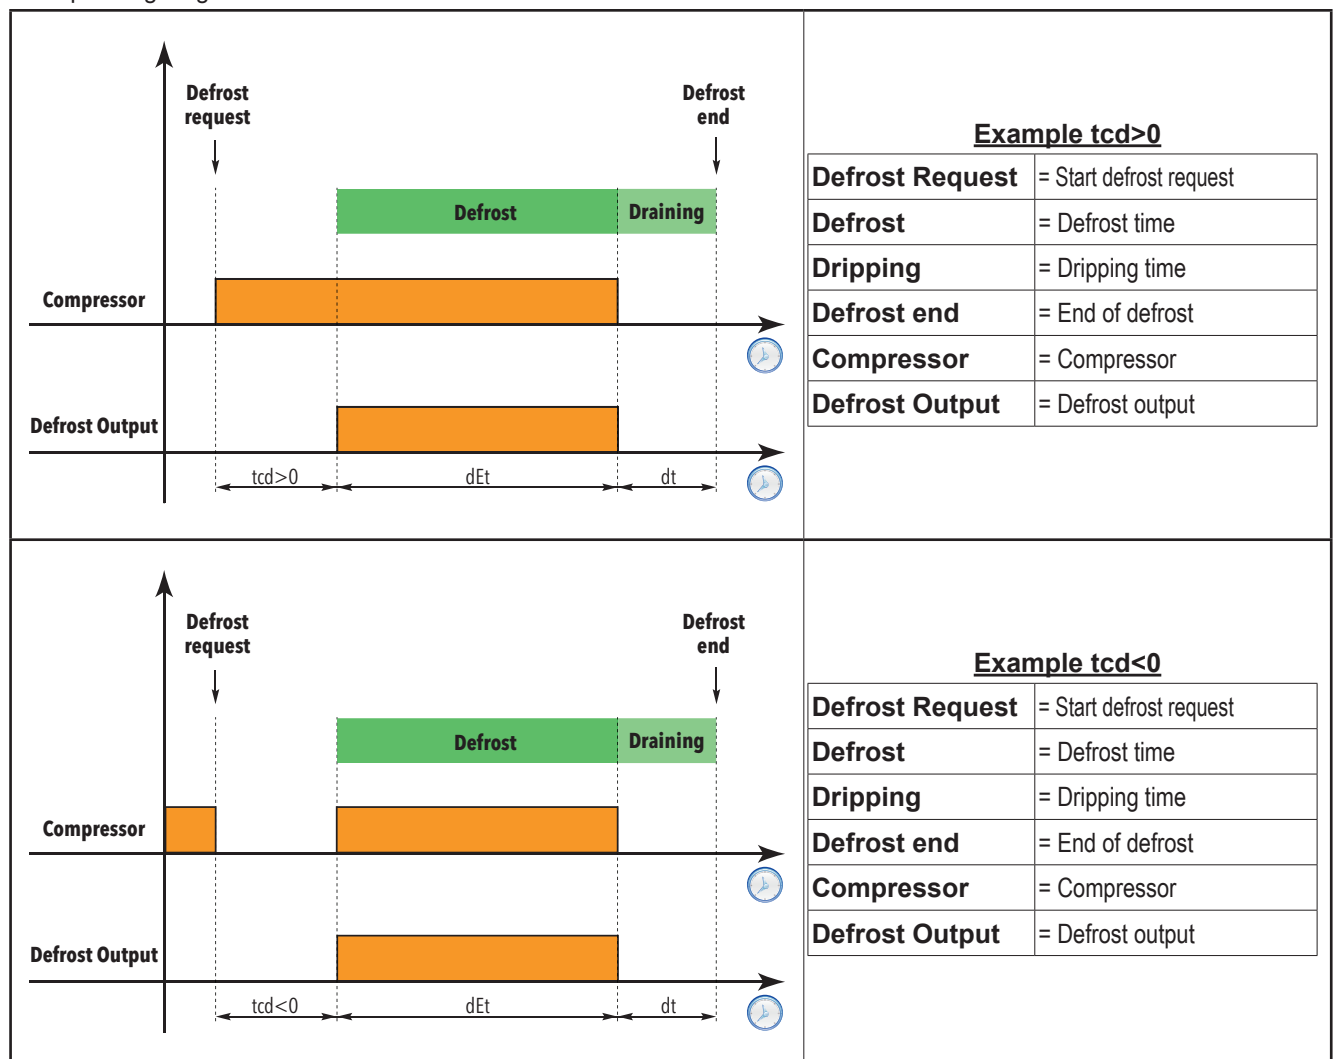 Defrost
request
Defrost
end
Defrost
Draining
Compressor
Defrost Output
tcd>0
dEt
dt
Example tcd>0
Defrost Request = Start defrost request
Defrost = Defrost time
Dripping = Dripping time
Defrost end = End of defrost
Compressor = Compressor
Defrost Output = Defrost output
Defrost
request
Defrost
end
Defrost
Draining
Compressor
Defrost Output
tcd<0
dEt
dt
Example tcd<0
Defrost Request = Start defrost request
Defrost = Defrost time
Dripping = Dripping time
Defrost end = End of defrost
Compressor = Compressor
Defrost Output = Defrost output